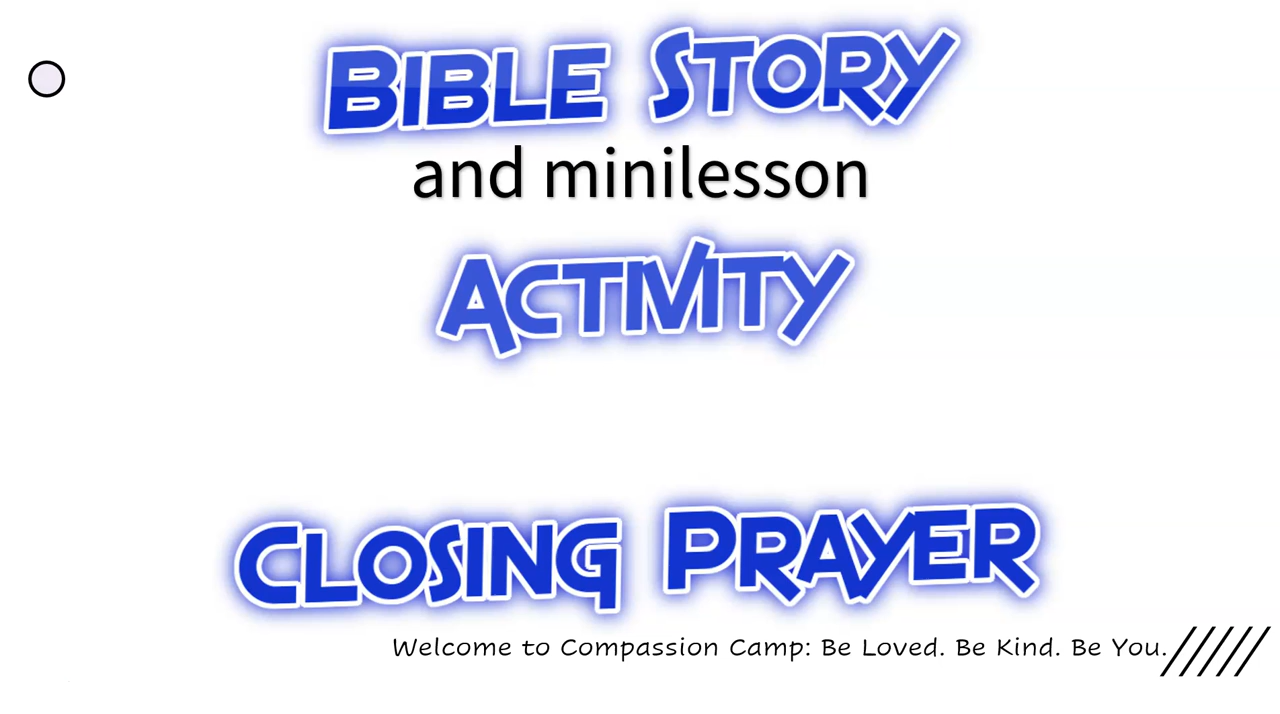 BIBLE STORY
and minilesson
ACTIVITY
CLOSING PRAYER
Welcome to Compassion Camp: Be Loved. Be Kind. Be You.